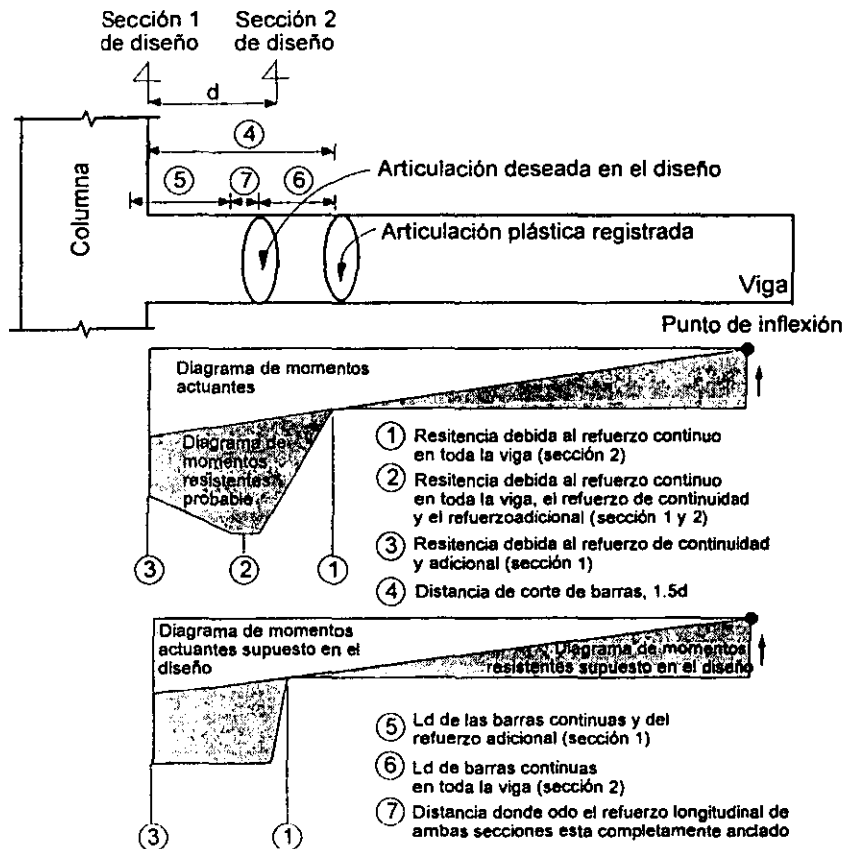 Sección 1
de diseño
Sección 2
de diseño
d
4
5
7
6
Articulación deseada en el diseño
Columna
Articulación plástica registrada
Viga
Punto de inflexión
Diagrama de momentos
actuantes
Diagrama de
momentos
resistentes
probable
1 Resitencia debida al refuerzo continuo
en toda la viga (sección 2)
2 Resitencia debida al refuerzo continuo
en toda la viga, el refuerzo de continuidad
y el refuerzoadicional (sección 1 y 2)
3 Resitencia debida al refuerzo de continuidad
y adicional (sección 1)
4 Distancia de corte de barras, 1.5d
3
2
1
Diagrama de momentos
actuantes supuesto en el
diseño
Diagrama de momentos
resistentes supuesto en el diseño
5 Ld de las barras continuas y del
refuerzo adicional (sección 1)
6 Ld de barras continuas
en toda la viga (sección 2)
7 Distancia donde odo el refuerzo longitudinal de
ambas secciones esta completamente anclado
3
1